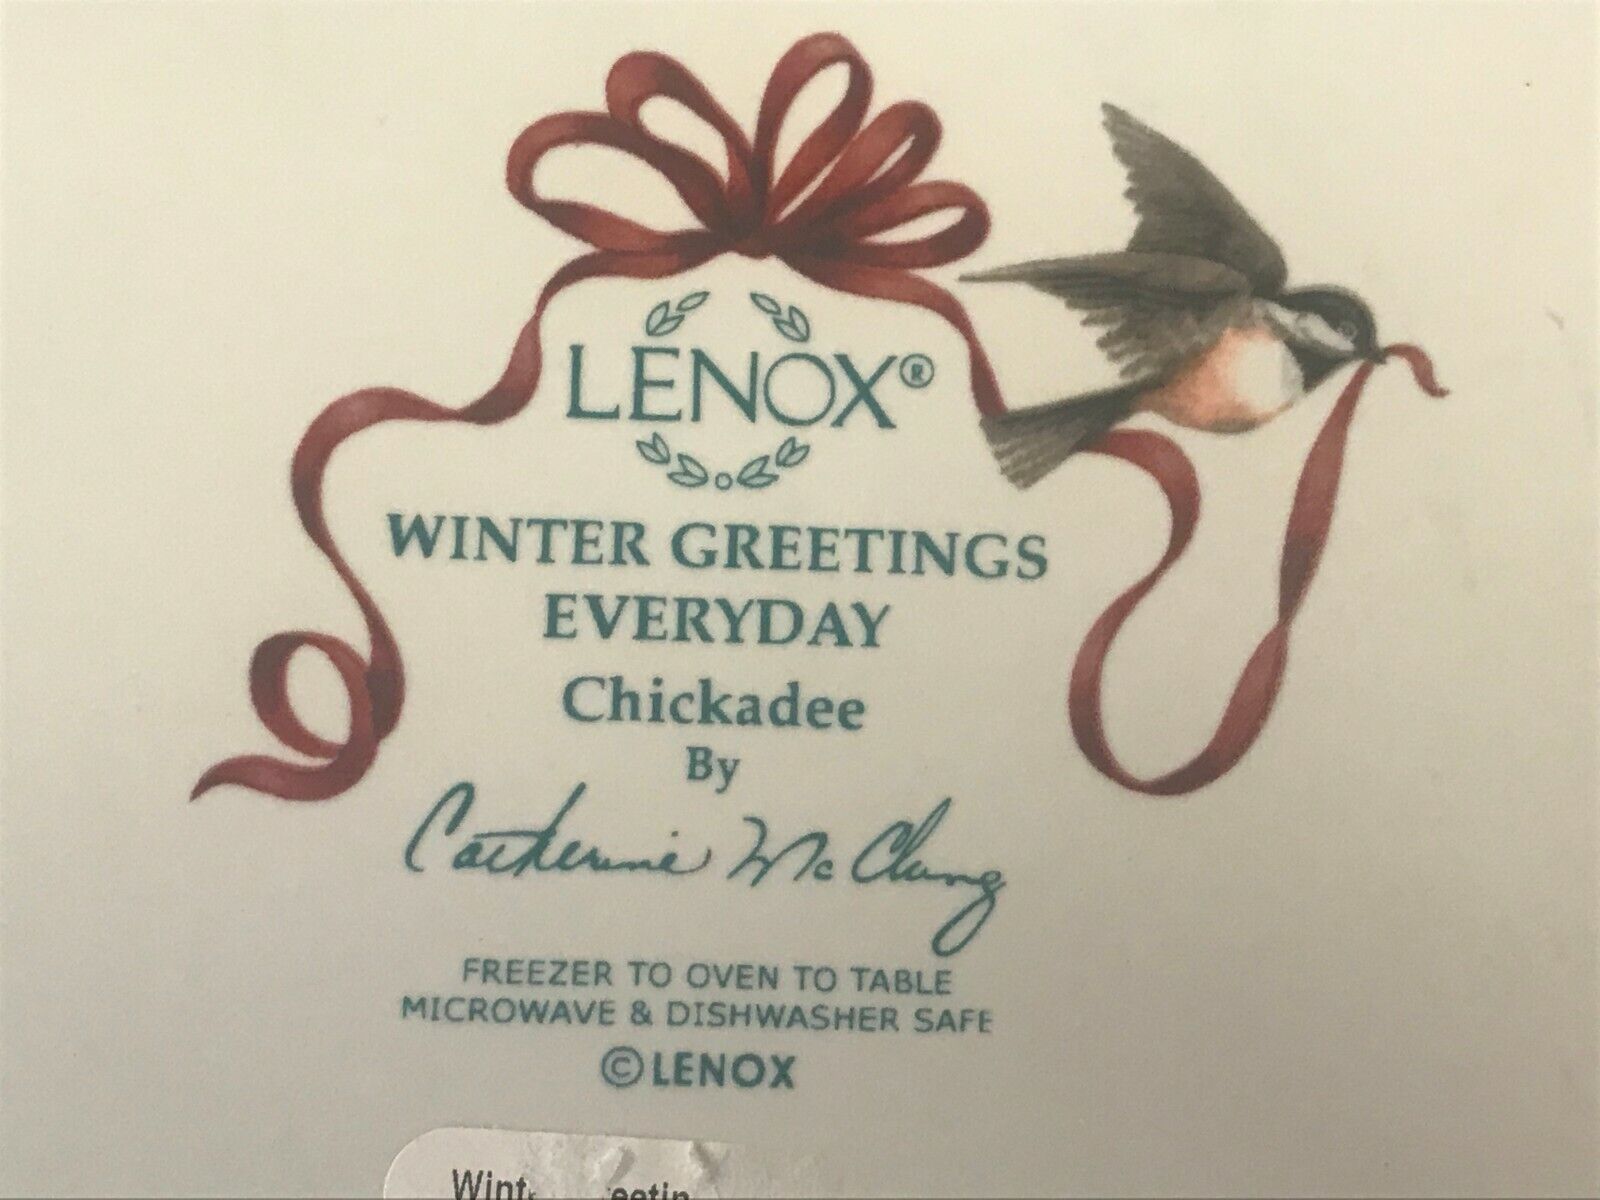 LENOX®
WINTER GREETINGS
EVERYDAY
Chickadee
By
Catherine McClung
FREEZER TO OVEN TO TABLE
MICROWAVE & DISHWASHER SAFE
©LENOX